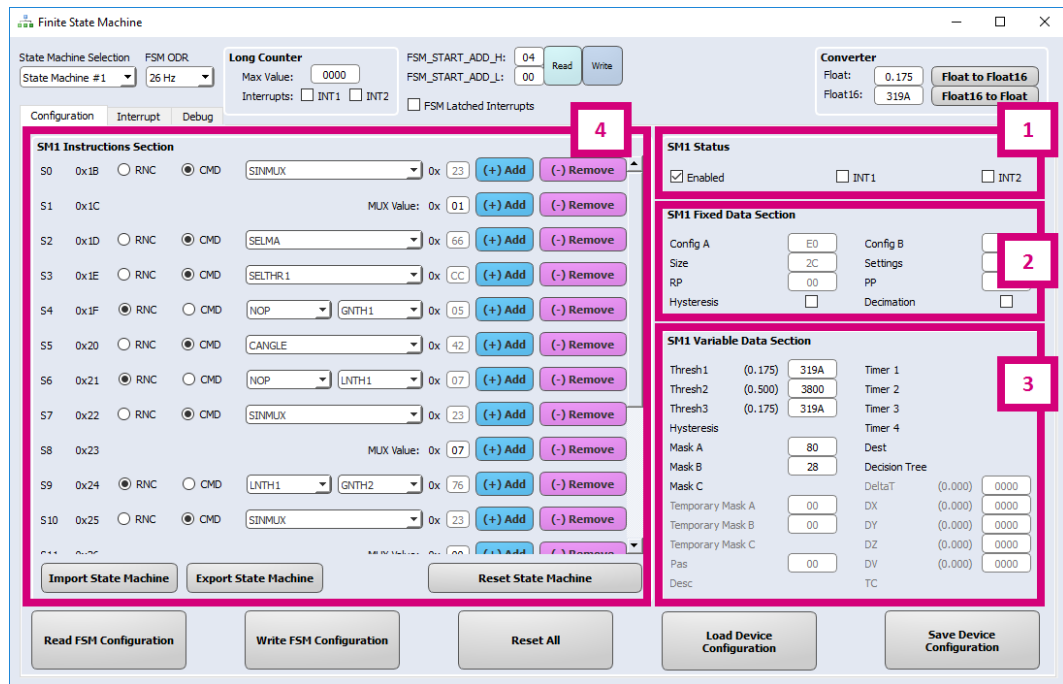 Finite State Machine
State Machine Selection FSM ODR
State Machine #1 26 Hz
Long Counter
Max Value: 0000
Interrupts: INT1 INT2
FSM_START_ADD_H: 04
FSM_START_ADD_L: 00
Read Write
FSM Latched Interrupts
Converter
Float: 0.175 Float to Float16
Float16: 319A Float16 to Float
Configuration Interrupt Debug
4
SM1 Instructions Section
S0 0x1B RNC CMD SINMUX 0x 23 (+) Add (-) Remove
S1 0x1C MUX Value: 0x 01 (+) Add (-) Remove
S2 0x1D RNC CMD SELMA 0x 66 (+) Add (-) Remove
S3 0x1E RNC CMD SELTHR1 0x CC (+) Add (-) Remove
S4 0x1F RNC CMD NOP GNTH1 0x 05 (+) Add (-) Remove
S5 0x20 RNC CMD CANGLE 0x 42 (+) Add (-) Remove
S6 0x21 RNC CMD NOP LNTH1 0x 07 (+) Add (-) Remove
S7 0x22 RNC CMD SINMUX 0x 23 (+) Add (-) Remove
S8 0x23 MUX Value: 0x 07 (+) Add (-) Remove
S9 0x24 RNC CMD LNTH1 GNTH2 0x 76 (+) Add (-) Remove
S10 0x25 RNC CMD SINMUX 0x 23 (+) Add (-) Remove
Import State Machine Export State Machine Reset State Machine
1
SM1 Status
Enabled INT1 INT2
2
SM1 Fixed Data Section
Config A E0 Config B
Size 2C Settings
RP 00 PP
Hysteresis Decimation
3
SM1 Variable Data Section
Thresh1 (0.175) 319A Timer 1
Thresh2 (0.500) 3800 Timer 2
Thresh3 (0.175) 319A Timer 3
Hysteresis Timer 4
Mask A 80 Dest
Mask B 28 Decision Tree
Mask C DeltaT (0.000) 0000
Temporary Mask A 00 DX (0.000) 0000
Temporary Mask B 00 DY (0.000) 0000
Temporary Mask C DZ (0.000) 0000
Pas 00 DV (0.000) 0000
Desc TC
Read FSM Configuration Write FSM Configuration Reset All
Load Device
Configuration
Save Device
Configuration